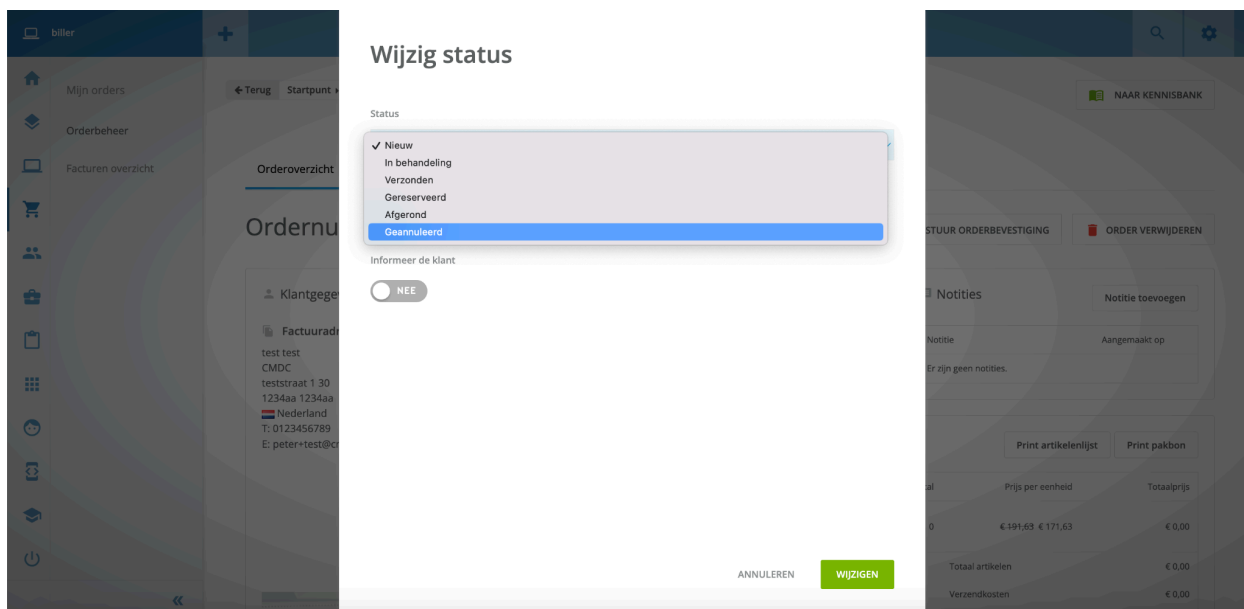 biller
Mijn orders
Orderbeheer
Facturen overzicht
Terug Startpunt
NAAR KENNISBANK
Orderoverzicht
Ordernu
STUUR ORDERBEVESTIGING
ORDER VERWIJDEREN
Wijzig status
Status
✓ Nieuw
In behandeling
Verzonden
Gereserveerd
Afgerond
Geannuleerd
Informeer de klant
NEE
ANNULEREN
WIJZIGEN
Klantgege
Factuuradr
test test
CMDC
teststraat 1 30
1234aa 1234aa
Nederland
T: 0123456789
E: peter+test@cr
Notities
Notitie toevoegen
Notitie Aangemaakt op
Er zijn geen notities.
Print artikelenlijst
Print pakbon
al Prijs per eenheid Totaalprijs
0 € 191,63 € 171,63 € 0,00
Totaal artikelen € 0,00
Verzendkosten € 0,00